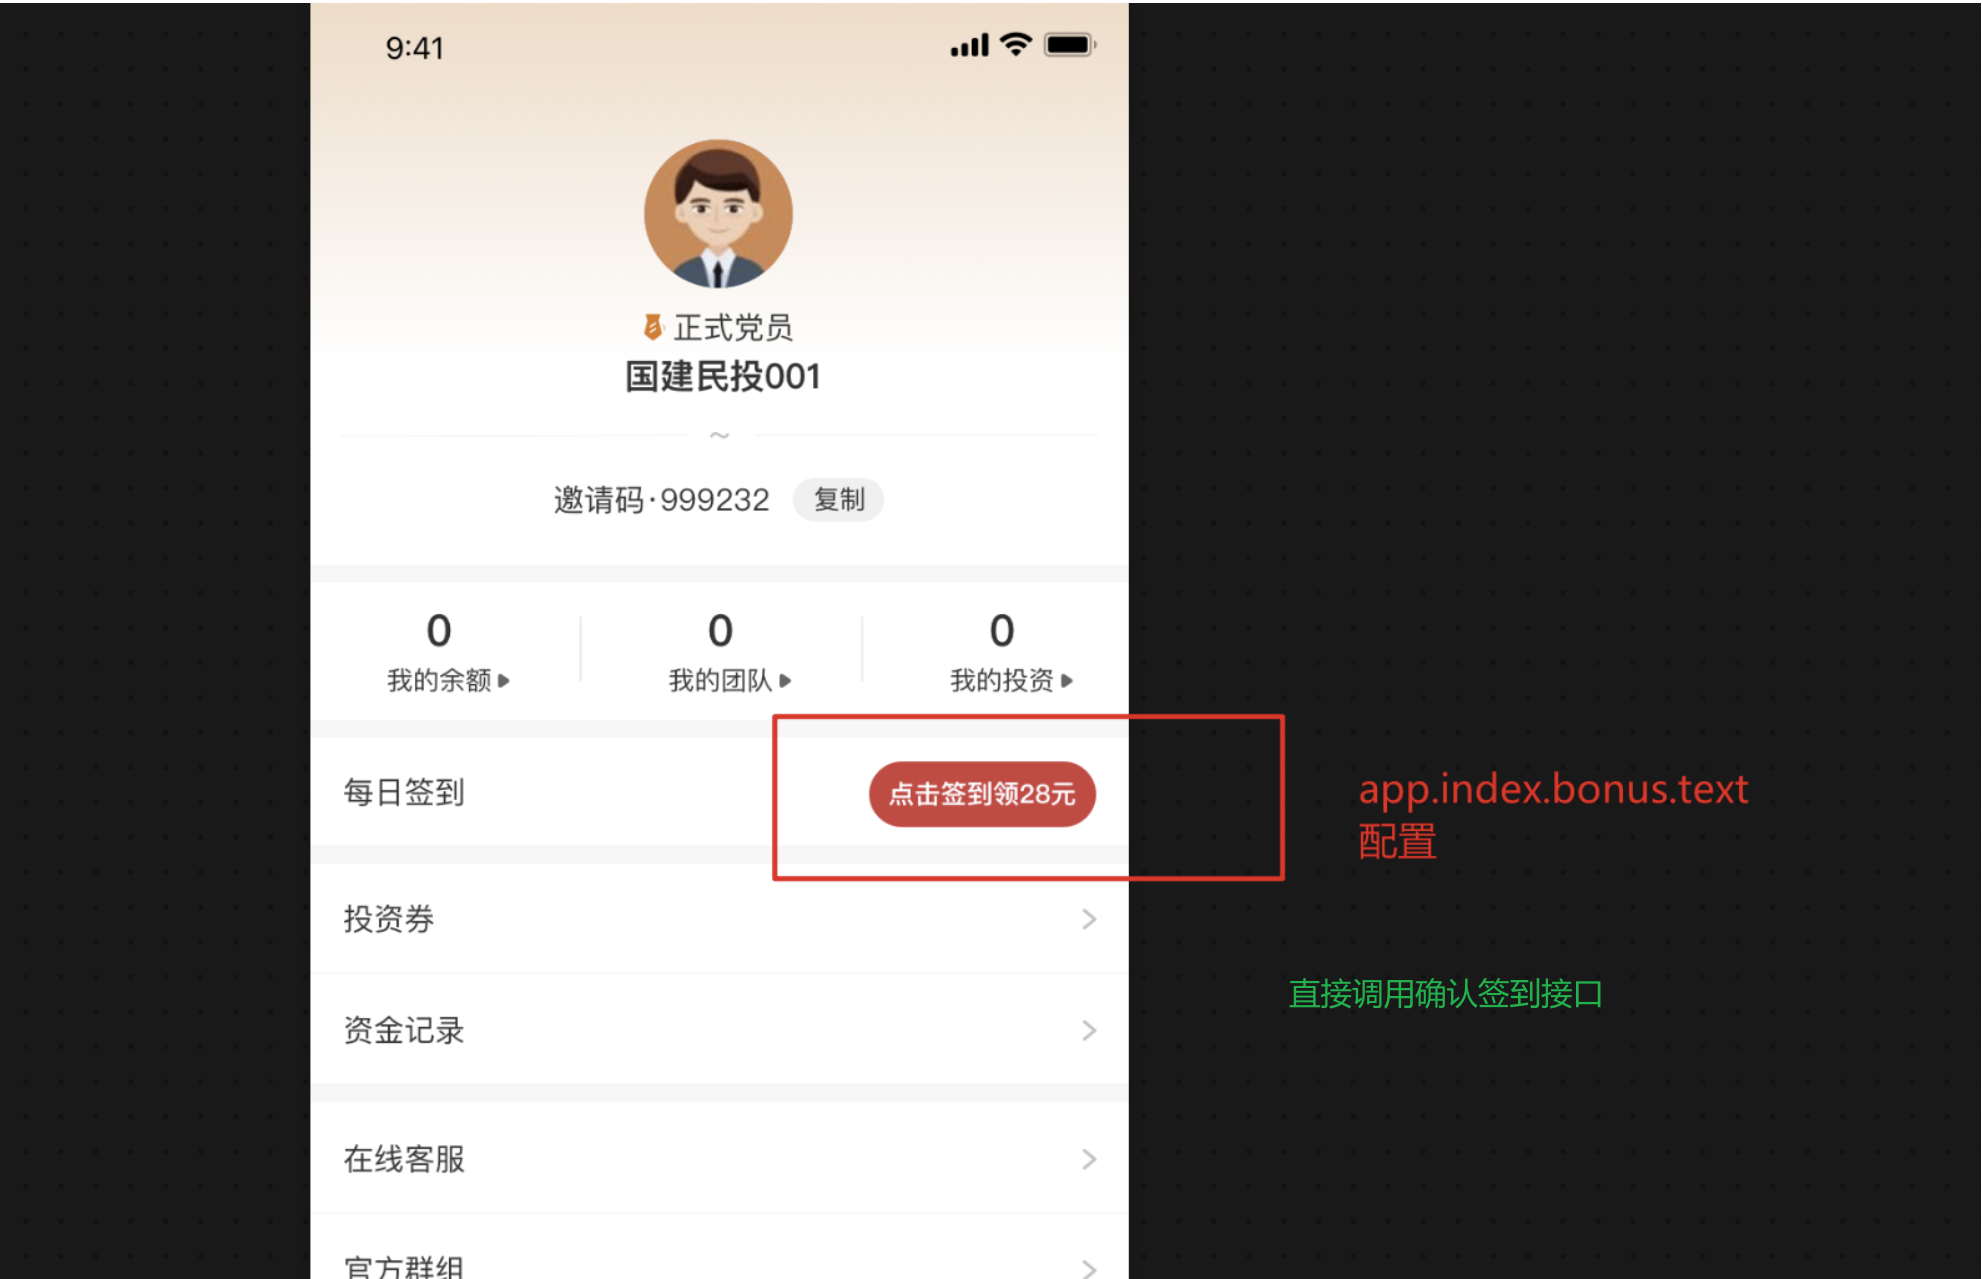 9:41
正式党员
国建民投001
~
邀请码·999232 复制
0 0 0
我的余额 我的团队 我的投资
每日签到 点击签到领28元
app.index.bonus.text
配置
投资券
直接调用确认签到接口
资金记录
在线客服
官方群组